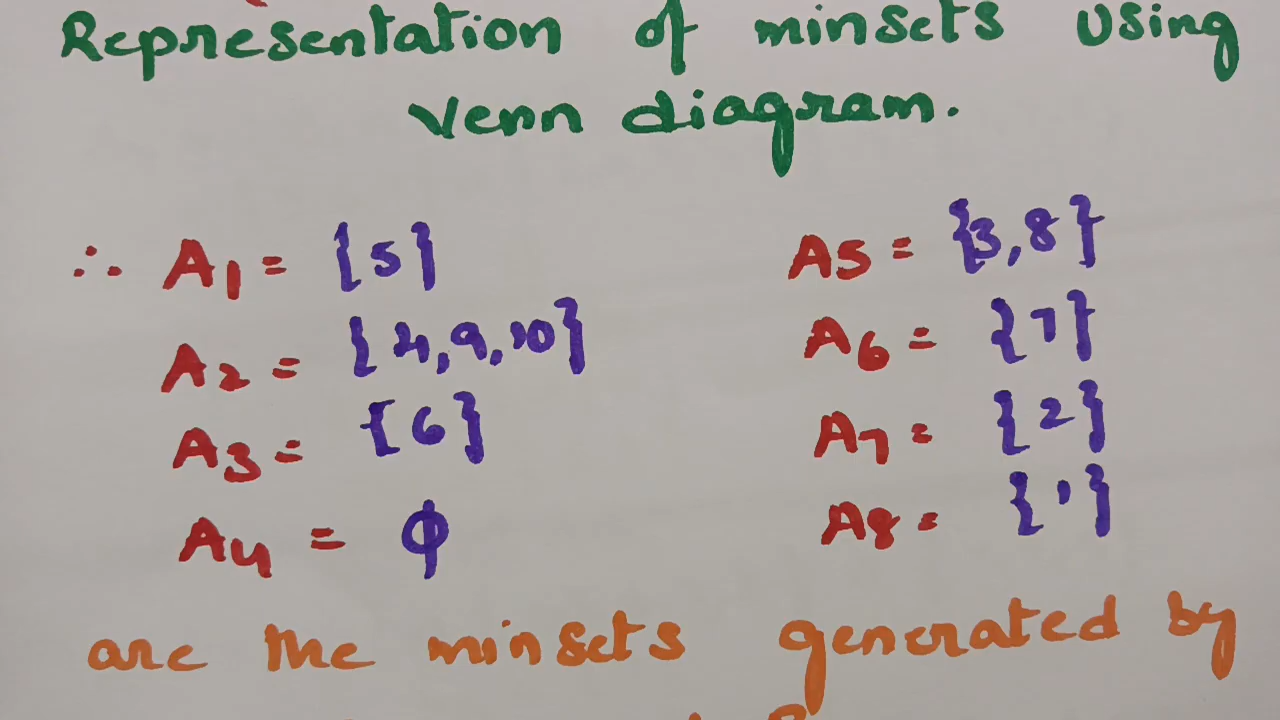 Representation of minsets using
Venn diagram.
∴ A1 = {5}
A2 = {4,9,10}
A3 = {6}
A4 = φ
A5 = {3,8}
A6 = {7}
A7 = {2}
A8 = {1}
are the minsets generated by